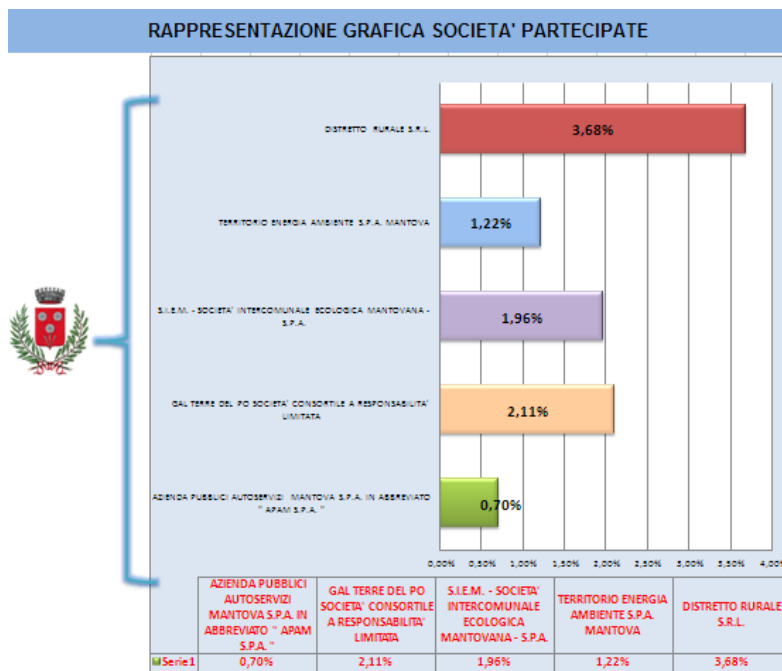 RAPPRESENTAZIONE GRAFICA SOCIETA' PARTECIPATE
DISTRETTO RURALE S.R.L.
3,68%
TERRITORIO ENERGIA AMBIENTE S.P.A. MANTOVA
1,22%
S.I.E.M. - SOCIETA' INTERCOMUNALE ECOLOGICA MANTOVANA -
S.P.A.
1,96%
GAL TERRE DEL PO SOCIETA' CONSORTILE A RESPONSABILITA'
LIMITATA
2,11%
AZIENDA PUBBLICI AUTOSERVIZI MANTOVA S.P.A. IN ABBREVIATO
" APAM S.P.A. "
0,70%
0,00% 0,50% 1,00% 1,50% 2,00% 2,50% 3,00% 3,50% 4,00%
AZIENDA PUBBLICI
AUTOSERVIZI
MANTOVA S.P.A. IN
ABBREVIATO " APAM
S.P.A. "
GAL TERRE DEL PO
SOCIETA' CONSORTILE
A RESPONSABILITA'
LIMITATA
S.I.E.M. - SOCIETA'
INTERCOMUNALE
ECOLOGICA
MANTOVANA - S.P.A.
TERRITORIO ENERGIA
AMBIENTE S.P.A.
MANTOVA
DISTRETTO RURALE
S.R.L.
Serie1 0,70% 2,11% 1,96% 1,22% 3,68%